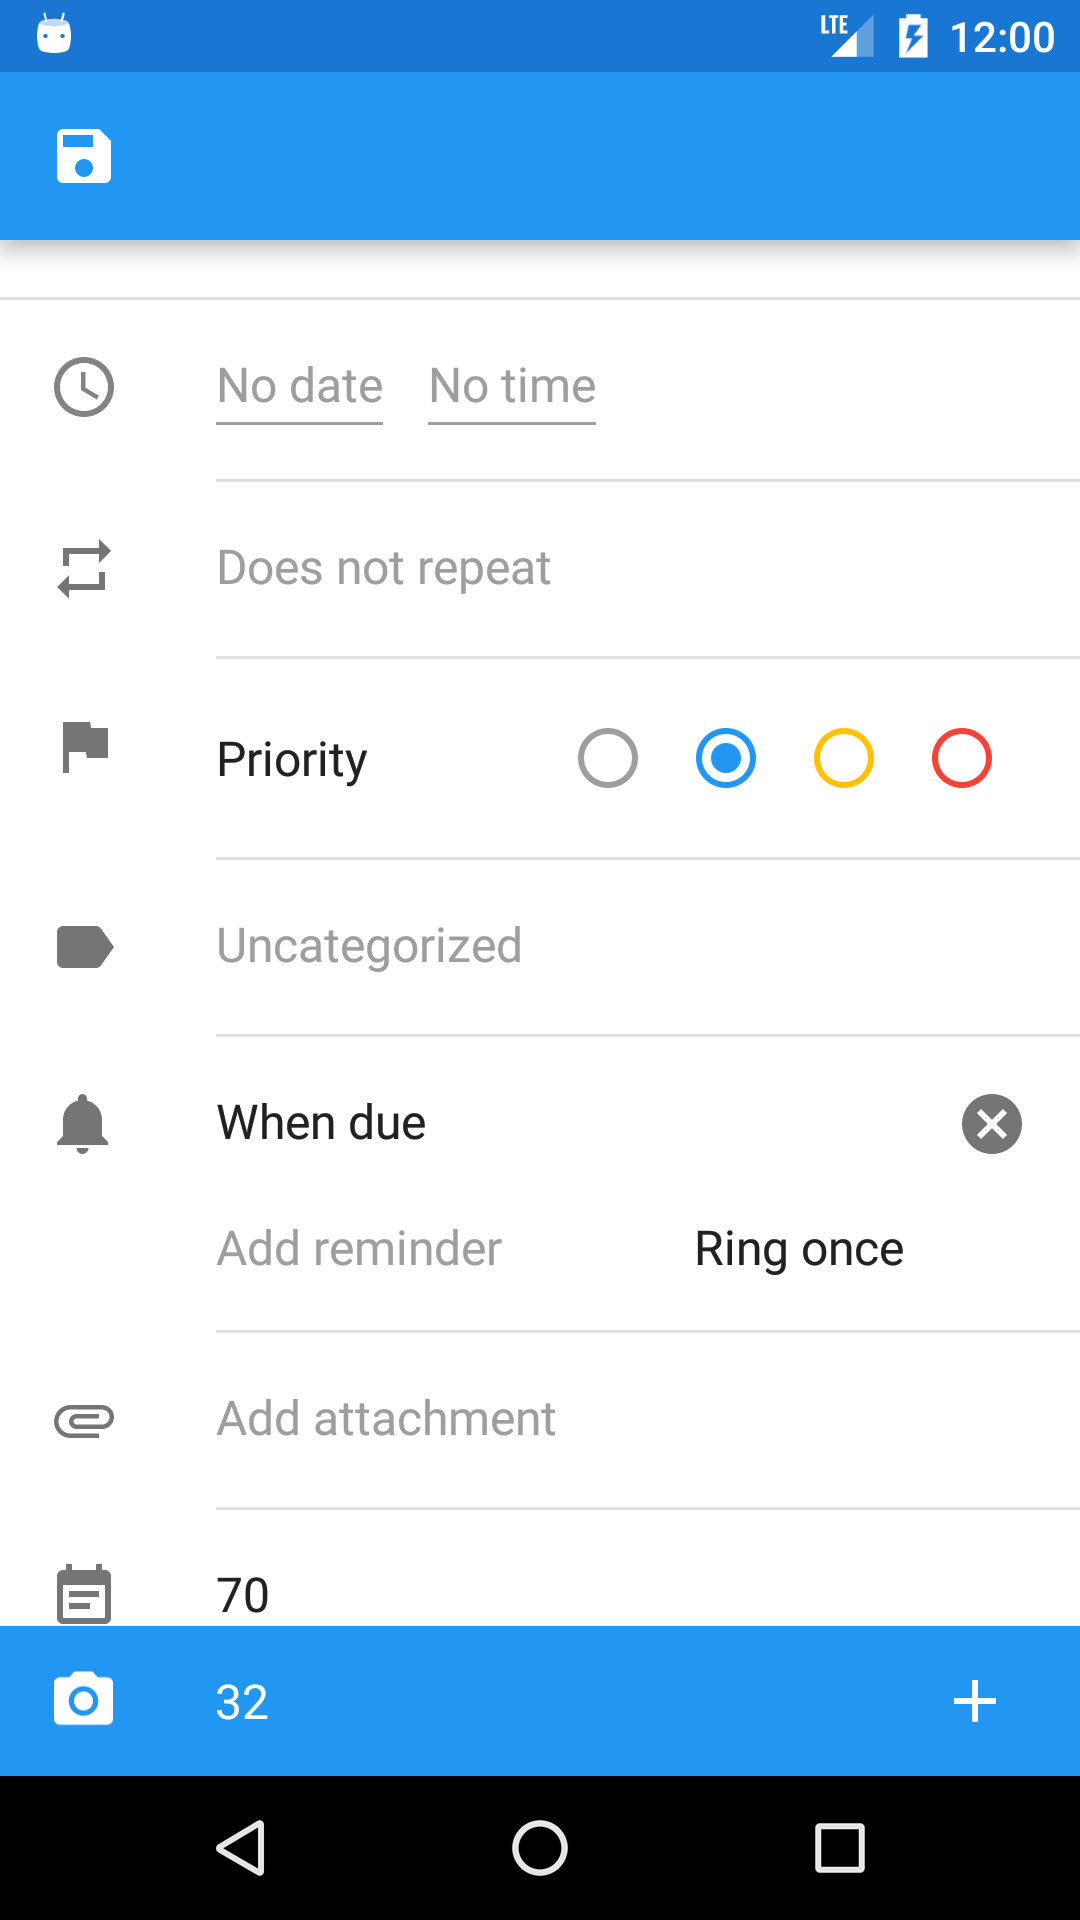 LTE 12:00
No date No time
Does not repeat
Priority
Uncategorized
When due
Add reminder Ring once
Add attachment
70
32